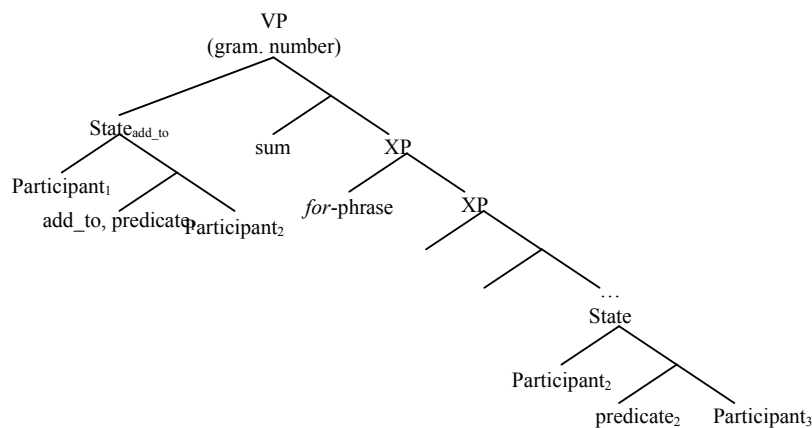 VP
(gram. number)
State_add_to
sum
XP
Participant₁
for-phrase
XP
add_to, predicate
Participant₂
…
State
Participant₂
predicate₂
Participant₃